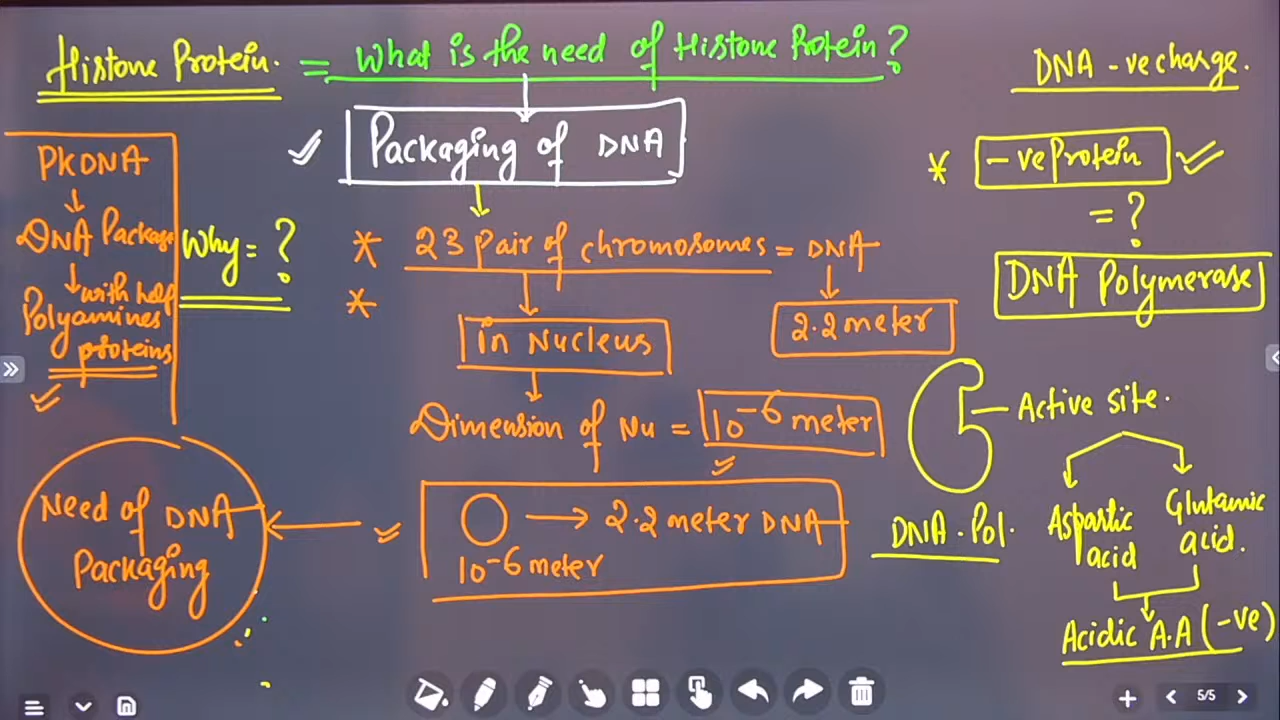 Histone Protein. = What is the need of Histone Protein?
Packaging of DNA
PKDNA
DNA Package
with help
Polyamines
proteins
Why = ?
* 23 pair of chromosomes = DNA
*
2.2 meter
in Nucleus
Dimension of Nu = 10-6 meter
2.2 meter DNA
10-6 meter
Need of DNA
Packaging
DNA -ve charge.
* -ve Protein
= ?
DNA Polymerase
Active site.
DNA.Pol.
Aspartic
acid
Glutamic
acid.
Acidic A.A (-ve)
5/5